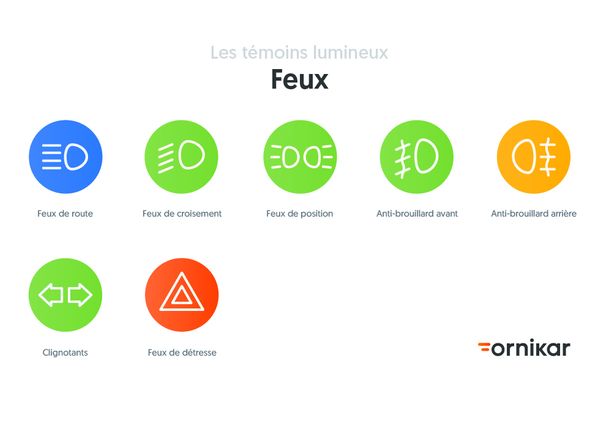 Les témoins lumineux
Feux
Feux de route
Feux de croisement
Feux de position
Anti-brouillard avant
Anti-brouillard arrière
Clignotants
Feux de détresse
ornikar